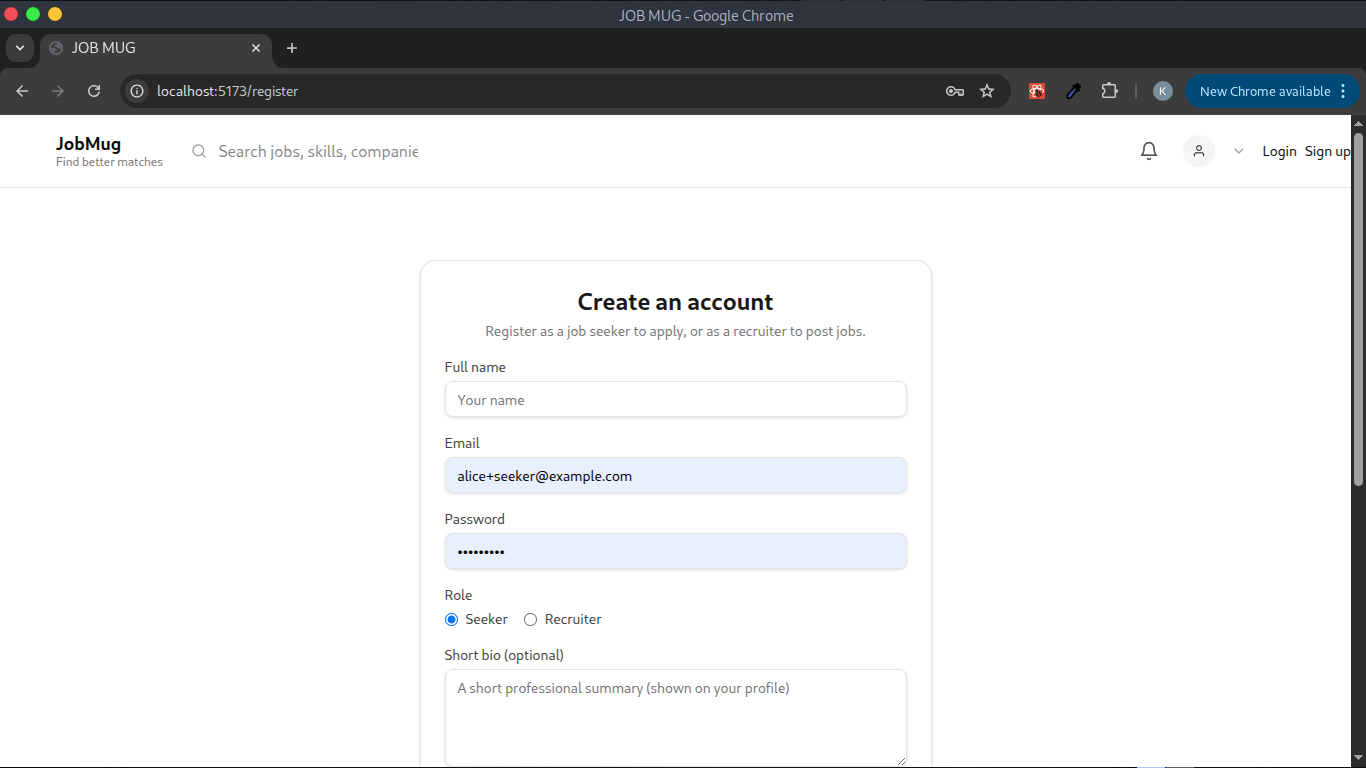 JOB MUG - Google Chrome
JOB MUG
localhost:5173/register
K
New Chrome available
JobMug
Find better matches
Search jobs, skills, companie
Login Sign up
Create an account
Register as a job seeker to apply, or as a recruiter to post jobs.
Full name
Your name
Email
alice+seeker@example.com
Password
•••••••••
Role
Seeker Recruiter
Short bio (optional)
A short professional summary (shown on your profile)